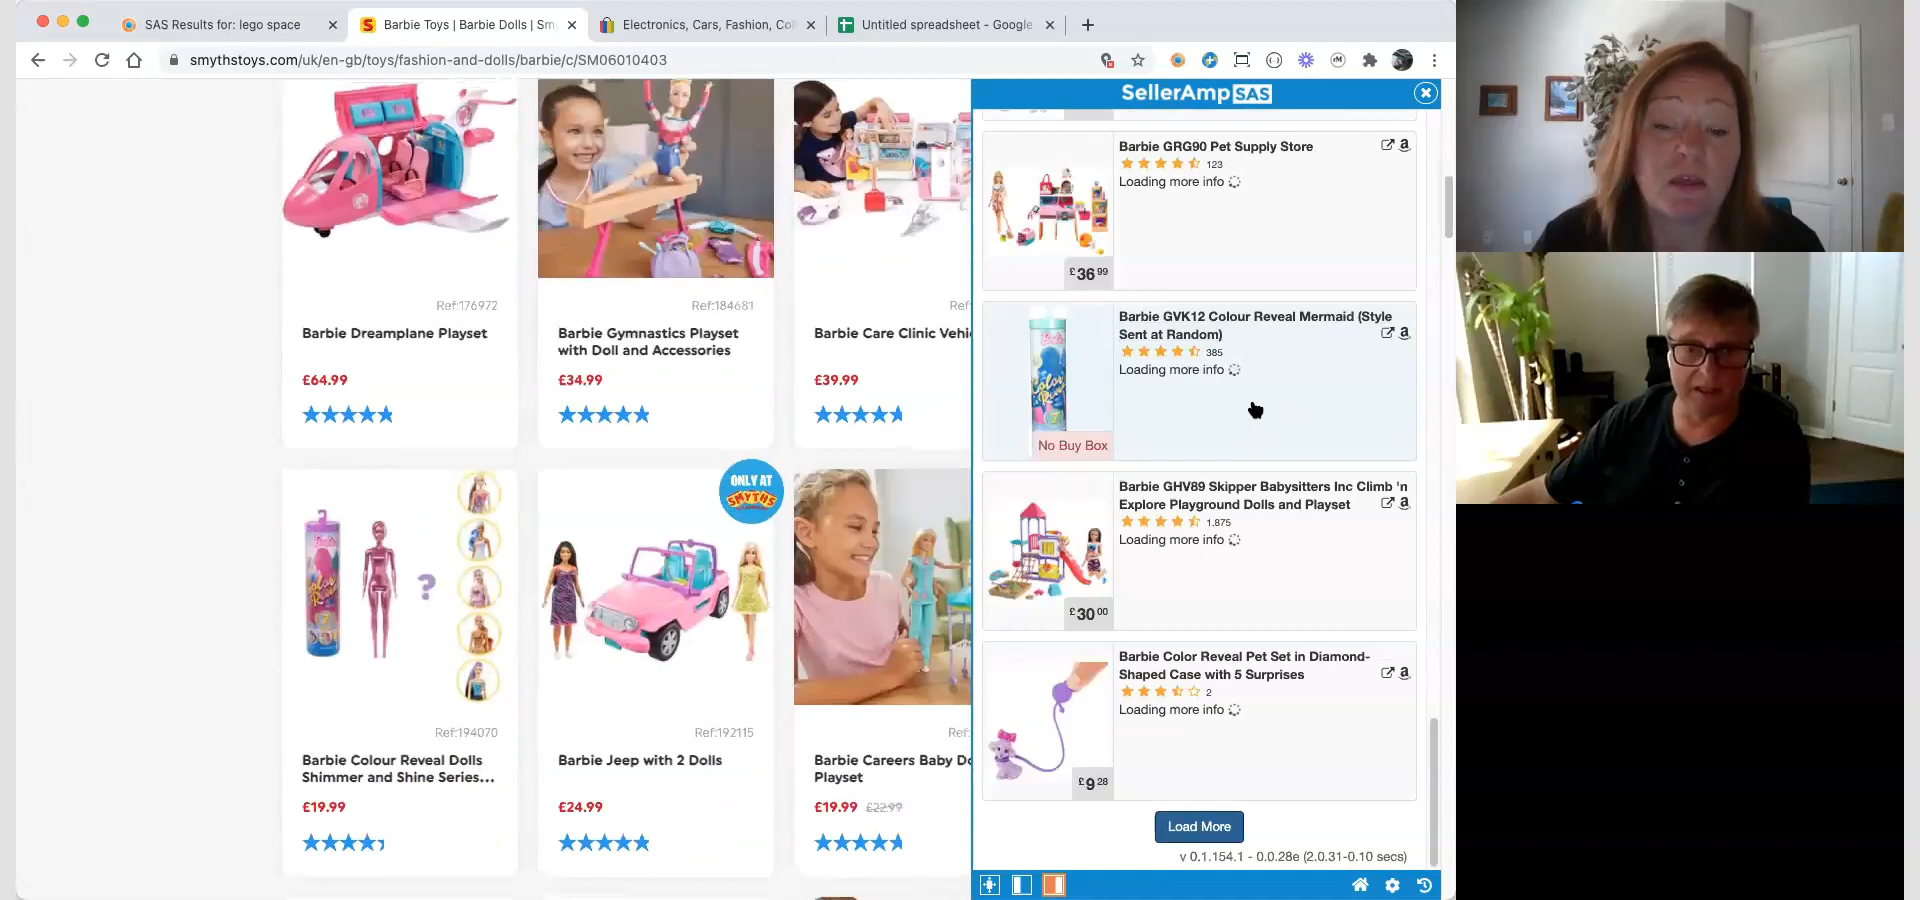 SAS Results for: lego space
Barbie Toys | Barbie Dolls | Sm
Electronics, Cars, Fashion, Col
Untitled spreadsheet - Google
smythstoys.com/uk/en-gb/toys/fashion-and-dolls/barbie/c/SM06010403
Ref:176972
Barbie Dreamplane Playset
£64.99
Ref:184681
Barbie Gymnastics Playset
with Doll and Accessories
£34.99
Ref:
Barbie Care Clinic Vehic
£39.99
Ref:194070
Barbie Colour Reveal Dolls
Shimmer and Shine Series...
£19.99
ONLY AT
SMYTHS
Ref:192115
Barbie Jeep with 2 Dolls
£24.99
Ref:
Barbie Careers Baby Do
Playset
£19.99 £22.99
SellerAmp SAS
Barbie GRG90 Pet Supply Store
123
Loading more info
£36 99
Barbie GVK12 Colour Reveal Mermaid (Style
Sent at Random)
385
Loading more info
No Buy Box
Barbie GHV89 Skipper Babysitters Inc Climb 'n
Explore Playground Dolls and Playset
1,875
Loading more info
£30 00
Barbie Color Reveal Pet Set in Diamond-
Shaped Case with 5 Surprises
2
Loading more info
£9 28
Load More
v 0.1.154.1 - 0.0.28e (2.0.31-0.10 secs)